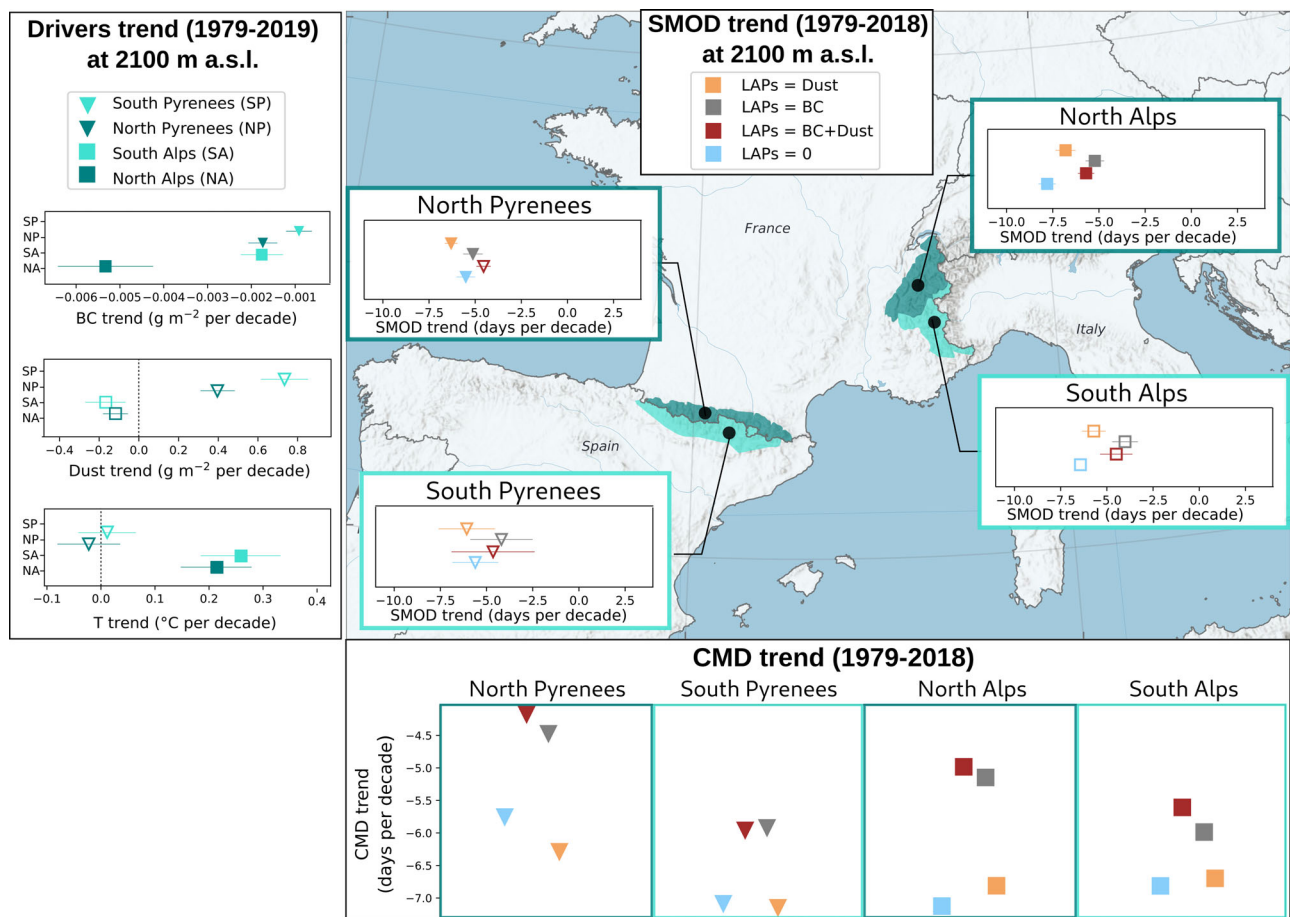 Drivers trend (1979-2019)
at 2100 m a.s.l.
South Pyrenees (SP)
North Pyrenees (NP)
South Alps (SA)
North Alps (NA)
SP
NP
SA
NA
−0.006 −0.005 −0.003 −0.002 −0.001
BC trend (g m⁻² per decade)
SP
NP
SA
NA
−0.4 −0.2 0.0 0.2 0.4 0.6 0.8
Dust trend (g m⁻² per decade)
SP
NP
SA
NA
−0.1 0.0 0.1 0.2 0.3 0.4
T trend (°C per decade)
SMOD trend (1979-2018)
at 2100 m a.s.l.
LAPs = Dust
LAPs = BC
LAPs = BC+Dust
LAPs = 0
North Alps
−10.0 −7.5 −5.0 −2.5 0.0 2.5
SMOD trend (days per decade)
North Pyrenees
−10.0 −7.5 −5.0 −2.5 0.0 2.5
SMOD trend (days per decade)
France
Italy
Spain
South Alps
−10.0 −7.5 −5.0 −2.5 0.0 2.5
SMOD trend (days per decade)
South Pyrenees
−10.0 −7.5 −5.0 −2.5 0.0 2.5
SMOD trend (days per decade)
CMD trend (1979-2018)
North Pyrenees South Pyrenees North Alps South Alps
CMD trend
(days per decade)
−4.5
−5.0
−5.5
−6.0
−6.5
−7.0